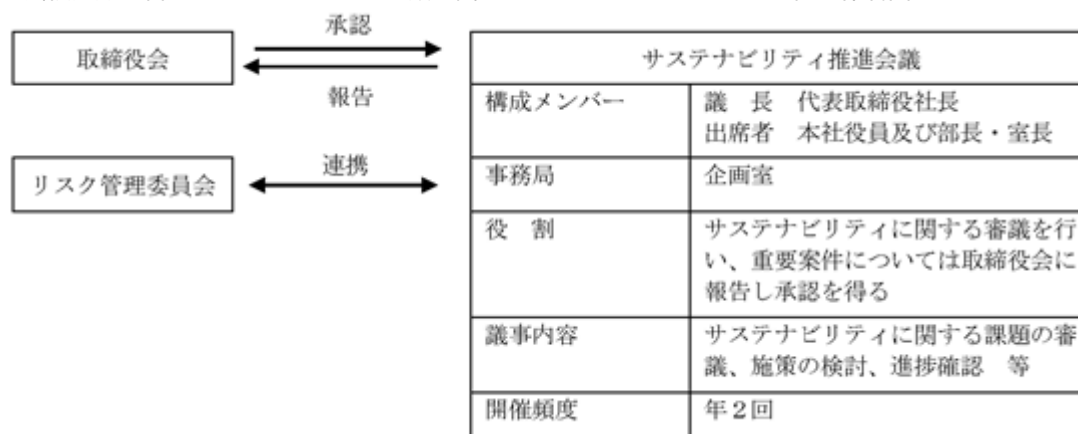 承認
取締役会
報告
連携
リスク管理委員会
サステナビリティ推進会議
構成メンバー
議　長　代表取締役社長
出席者　本社役員及び部長・室長
事務局
企画室
役　割
サステナビリティに関する審議を行
い、重要案件については取締役会に
報告し承認を得る
議事内容
サステナビリティに関する課題の審
議、施策の検討、進捗確認　等
開催頻度
年２回